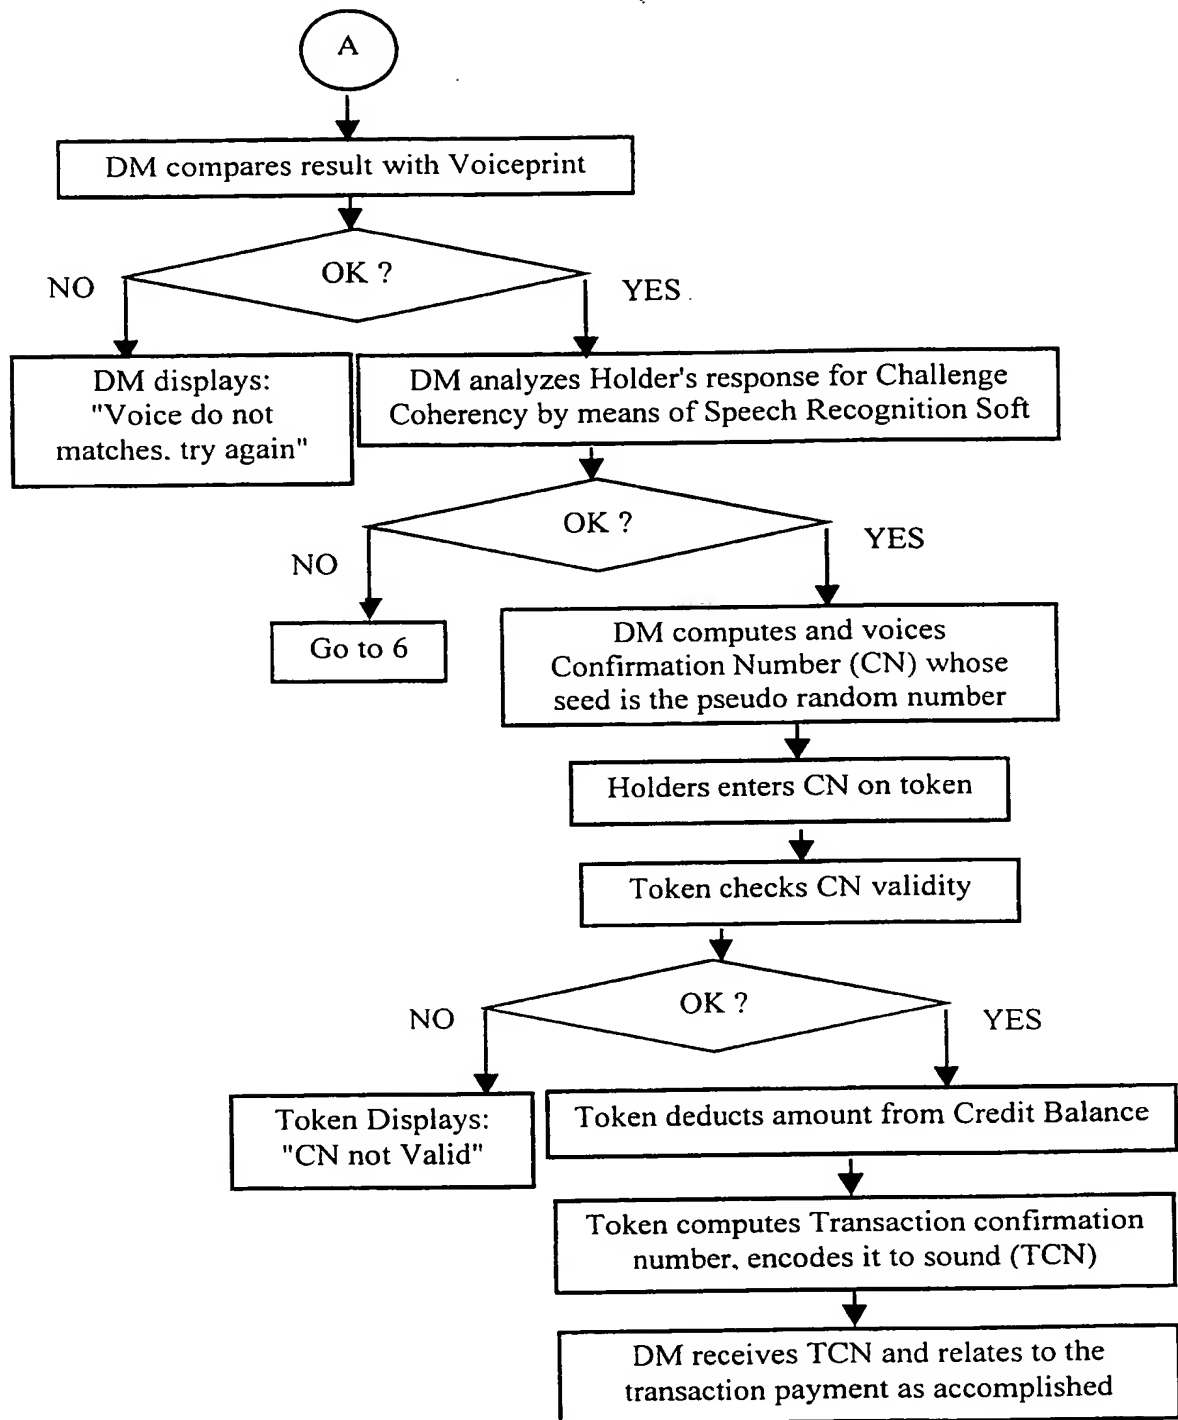 A
DM compares result with Voiceprint
OK ?
NO
YES
DM displays:
"Voice do not
matches. try again"
DM analyzes Holder's response for Challenge
Coherency by means of Speech Recognition Soft
OK ?
NO
YES
Go to 6
DM computes and voices
Confirmation Number (CN) whose
seed is the pseudo random number
Holders enters CN on token
Token checks CN validity
OK ?
NO
YES
Token Displays:
"CN not Valid"
Token deducts amount from Credit Balance
Token computes Transaction confirmation
number. encodes it to sound (TCN)
DM receives TCN and relates to the
transaction payment as accomplished